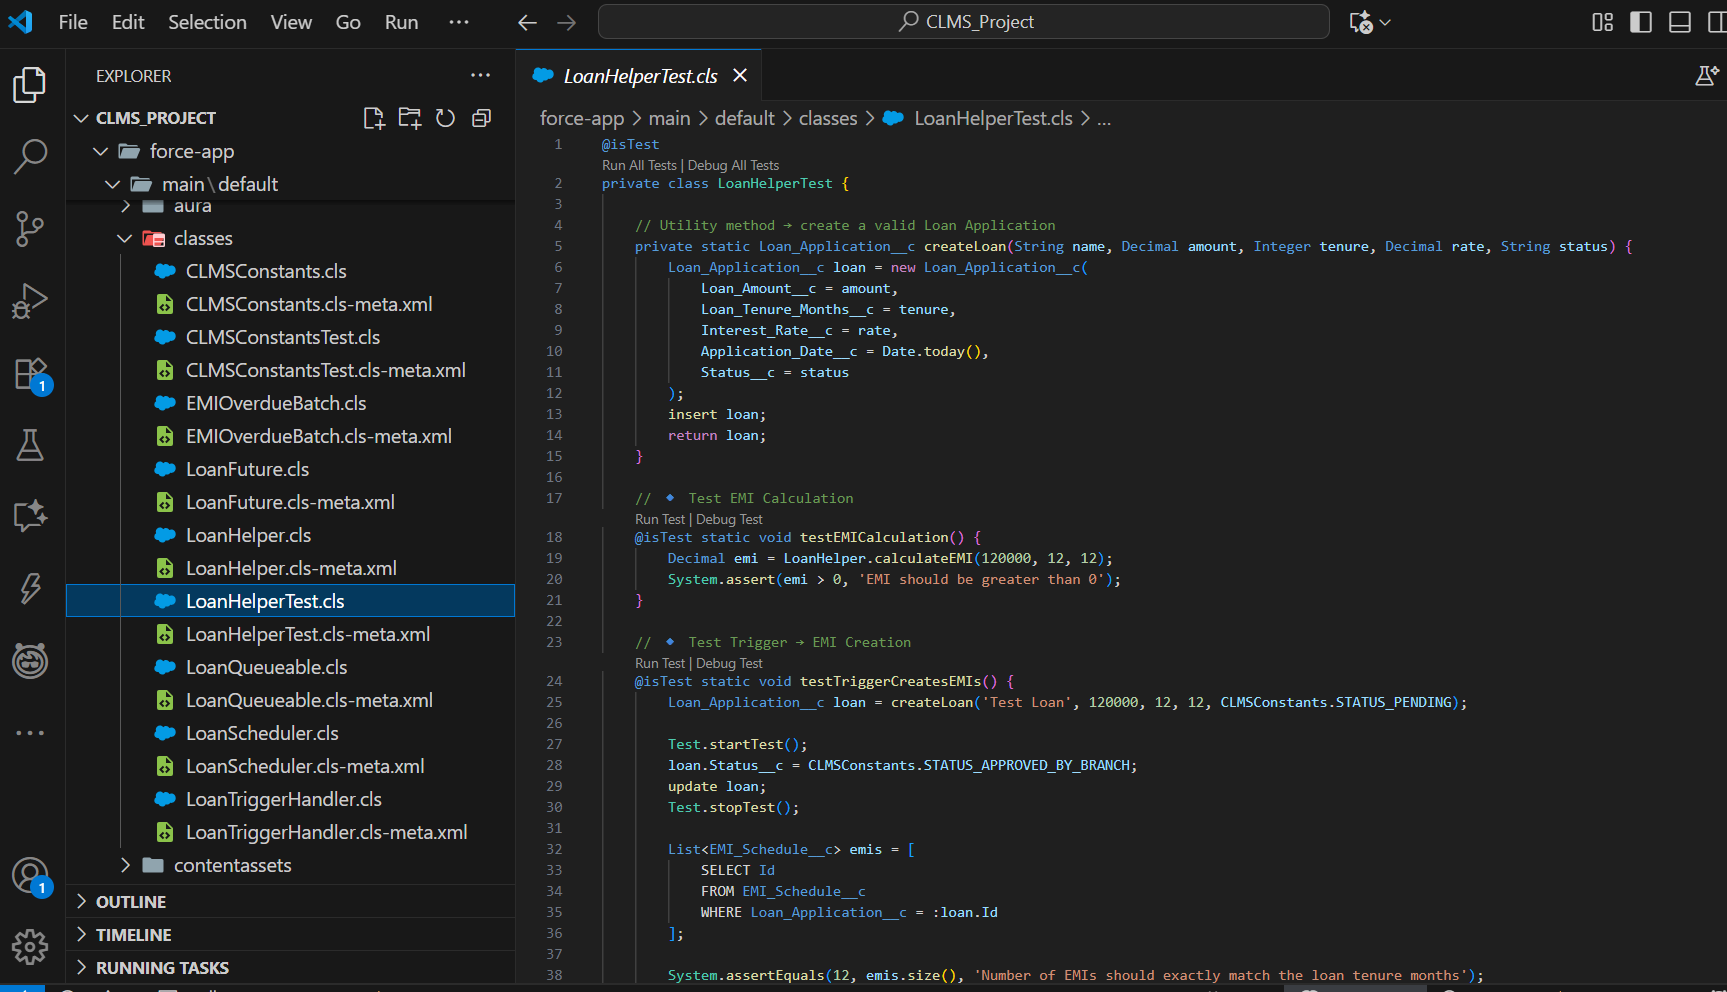 File Edit Selection View Go Run ···
CLMS_Project
EXPLORER ···
CLMS_PROJECT
force-app
main\default
aura
classes
CLMSConstants.cls
CLMSConstants.cls-meta.xml
CLMSConstantsTest.cls
CLMSConstantsTest.cls-meta.xml
EMIOverdueBatch.cls
EMIOverdueBatch.cls-meta.xml
LoanFuture.cls
LoanFuture.cls-meta.xml
LoanHelper.cls
LoanHelper.cls-meta.xml
LoanHelperTest.cls
LoanHelperTest.cls-meta.xml
LoanQueueable.cls
LoanQueueable.cls-meta.xml
LoanScheduler.cls
LoanScheduler.cls-meta.xml
LoanTriggerHandler.cls
LoanTriggerHandler.cls-meta.xml
contentassets
OUTLINE
TIMELINE
RUNNING TASKS
1
1
LoanHelperTest.cls
force-app > main > default > classes > LoanHelperTest.cls > ...
1 @isTest
Run All Tests | Debug All Tests
2 private class LoanHelperTest {
3
4 // Utility method → create a valid Loan Application
5 private static Loan_Application__c createLoan(String name, Decimal amount, Integer tenure, Decimal rate, String status) {
6 Loan_Application__c loan = new Loan_Application__c(
7 Loan_Amount__c = amount,
8 Loan_Tenure_Months__c = tenure,
9 Interest_Rate__c = rate,
10 Application_Date__c = Date.today(),
11 Status__c = status
12 );
13 insert loan;
14 return loan;
15 }
16
17 // 🔹 Test EMI Calculation
Run Test | Debug Test
18 @isTest static void testEMICalculation() {
19 Decimal emi = LoanHelper.calculateEMI(120000, 12, 12);
20 System.assert(emi > 0, 'EMI should be greater than 0');
21 }
22
23 // 🔹 Test Trigger → EMI Creation
Run Test | Debug Test
24 @isTest static void testTriggerCreatesEMIs() {
25 Loan_Application__c loan = createLoan('Test Loan', 120000, 12, 12, CLMSConstants.STATUS_PENDING);
26
27 Test.startTest();
28 loan.Status__c = CLMSConstants.STATUS_APPROVED_BY_BRANCH;
29 update loan;
30 Test.stopTest();
31
32 List<EMI_Schedule__c> emis = [
33 SELECT Id
34 FROM EMI_Schedule__c
35 WHERE Loan_Application__c = :loan.Id
36 ];
37
38 System.assertEquals(12, emis.size(), 'Number of EMIs should exactly match the loan tenure months');